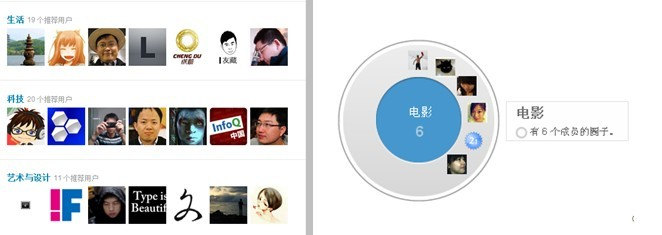 生活 19 个推荐用户
L
CHENG DU
成都
友藏
科技 20 个推荐用户
InfoQ
中国
艺术与设计 11 个推荐用户
!F
Type is
Beautif
电影
6
电影
有 6 个成员的圈子。